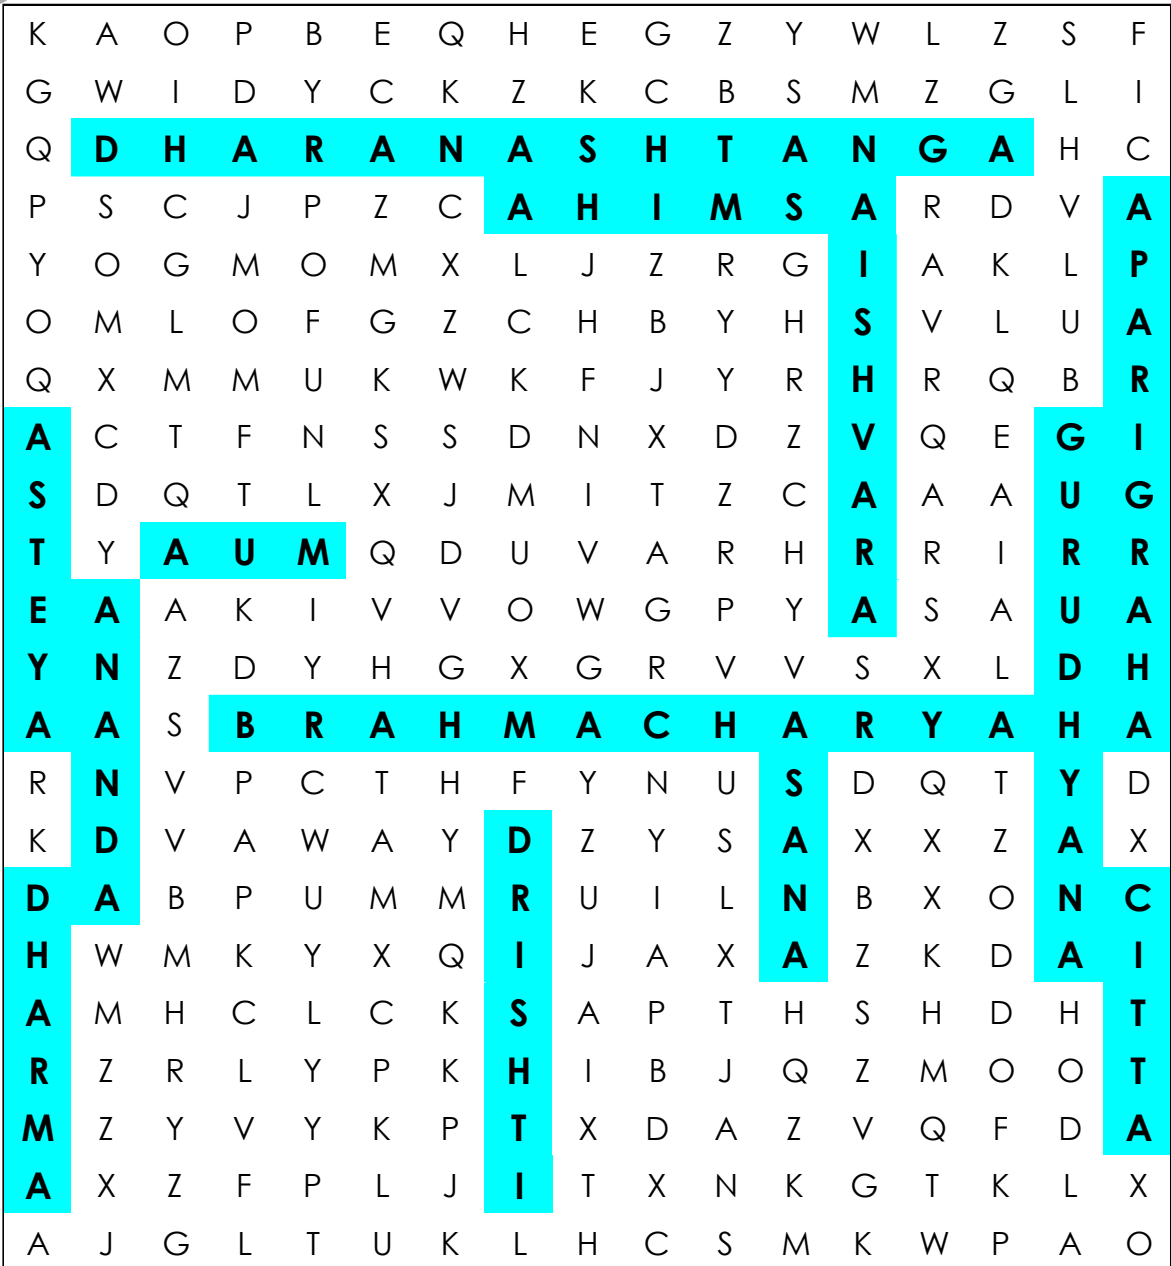 K A O P B E Q H E G Z Y W L Z S F
G W I D Y C K Z K C B S M Z G L I
Q D H A R A N A S H T A N G A H C
P S C J P Z C A H I M S A R D V A
Y O G M O M X L J Z R G I A K L P
O M L O F G Z C H B Y H S V L U A
Q X M M U K W K F J Y R H R Q B R
A C T F N S S D N X D Z V Q E G I
S D Q T L X J M I T Z C A A A U G
T Y A U M Q D U V A R H R R I R R
E A A K I V V O W G P Y A S A U A
Y N Z D Y H G X G R V V S X L D H
A A S B R A H M A C H A R Y A H A
R N V P C T H F Y N U S D Q T Y D
K D V A W A Y D Z Y S A X X Z A X
D A B P U M M R U I L N B X O N C
H W M K Y X Q I J A X A Z K D A I
A M H C L C K S A P T H S H D H T
R Z R L Y P K H I B J Q Z M O O T
M Z Y V Y K P T X D A Z V Q F D A
A X Z F P L J I T X N K G T K L X
A J G L T U K L H C S M K W P A O